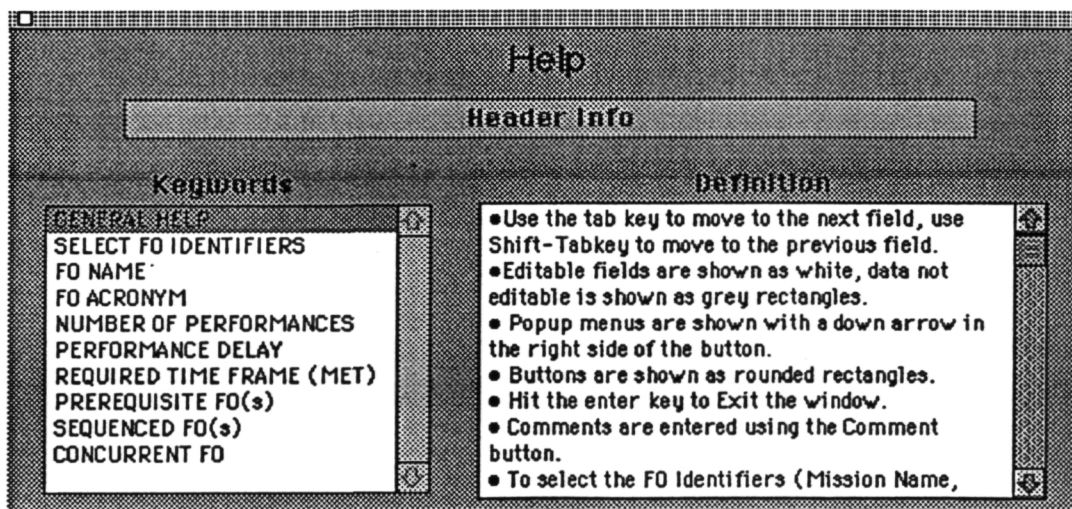 Help
Header Info
Keywords
GENERAL HELP
SELECT FO IDENTIFIERS
FO NAME
FO ACRONYM
NUMBER OF PERFORMANCES
PERFORMANCE DELAY
REQUIRED TIME FRAME (MET)
PREREQUISITE FO(s)
SEQUENCED FO(s)
CONCURRENT FO
Definition
●Use the tab key to move to the next field, use
Shift-Tabkey to move to the previous field.
●Editable fields are shown as white, data not
editable is shown as grey rectangles.
● Popup menus are shown with a down arrow in
the right side of the button.
● Buttons are shown as rounded rectangles.
● Hit the enter key to Exit the window.
● Comments are entered using the Comment
button.
● To select the FO Identifiers (Mission Name,